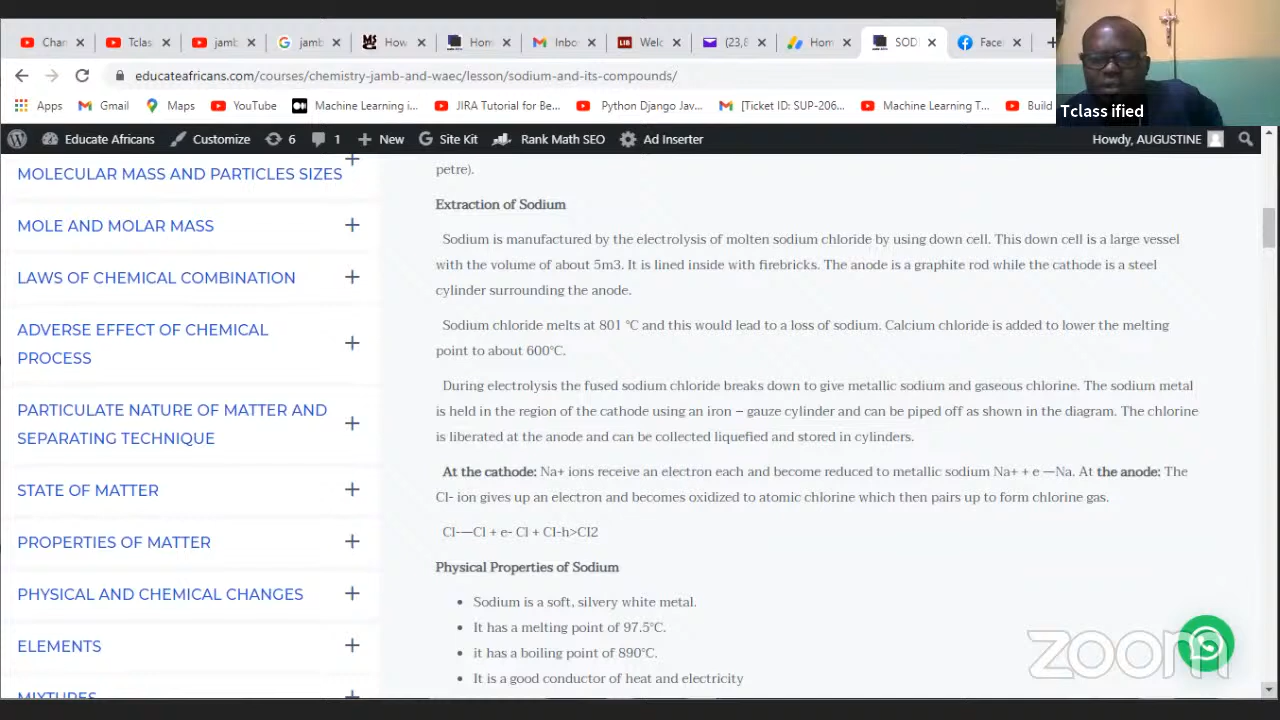 Chan
Tclas
jamb
jamb
How
Hom
Inbo
Welc
(23,8
Hom
SODI
Face
educateafricans.com/courses/chemistry-jamb-and-waec/lesson/sodium-and-its-compounds/
Apps
Gmail
Maps
YouTube
Machine Learning i...
JIRA Tutorial for Be...
Python Django Jav...
[Ticket ID: SUP-206...
Machine Learning T...
Build
Tclass ified
Educate Africans
Customize
6
1
New
Site Kit
Rank Math SEO
Ad Inserter
Howdy, AUGUSTINE
MOLECULAR MASS AND PARTICLES SIZES
MOLE AND MOLAR MASS
LAWS OF CHEMICAL COMBINATION
ADVERSE EFFECT OF CHEMICAL
PROCESS
PARTICULATE NATURE OF MATTER AND
SEPARATING TECHNIQUE
STATE OF MATTER
PROPERTIES OF MATTER
PHYSICAL AND CHEMICAL CHANGES
ELEMENTS
MIXTURES
petre).
Extraction of Sodium
Sodium is manufactured by the electrolysis of molten sodium chloride by using down cell. This down cell is a large vessel
with the volume of about 5m3. It is lined inside with firebricks. The anode is a graphite rod while the cathode is a steel
cylinder surrounding the anode.
Sodium chloride melts at 801 °C and this would lead to a loss of sodium. Calcium chloride is added to lower the melting
point to about 600°C.
During electrolysis the fused sodium chloride breaks down to give metallic sodium and gaseous chlorine. The sodium metal
is held in the region of the cathode using an iron – gauze cylinder and can be piped off as shown in the diagram. The chlorine
is liberated at the anode and can be collected liquefied and stored in cylinders.
At the cathode: Na+ ions receive an electron each and become reduced to metallic sodium Na+ + e —Na. At the anode: The
Cl- ion gives up an electron and becomes oxidized to atomic chlorine which then pairs up to form chlorine gas.
Cl-—Cl + e- Cl + Cl-h>CI2
Physical Properties of Sodium
• Sodium is a soft, silvery white metal.
• It has a melting point of 97.5°C.
• it has a boiling point of 890°C.
• It is a good conductor of heat and electricity
zoom